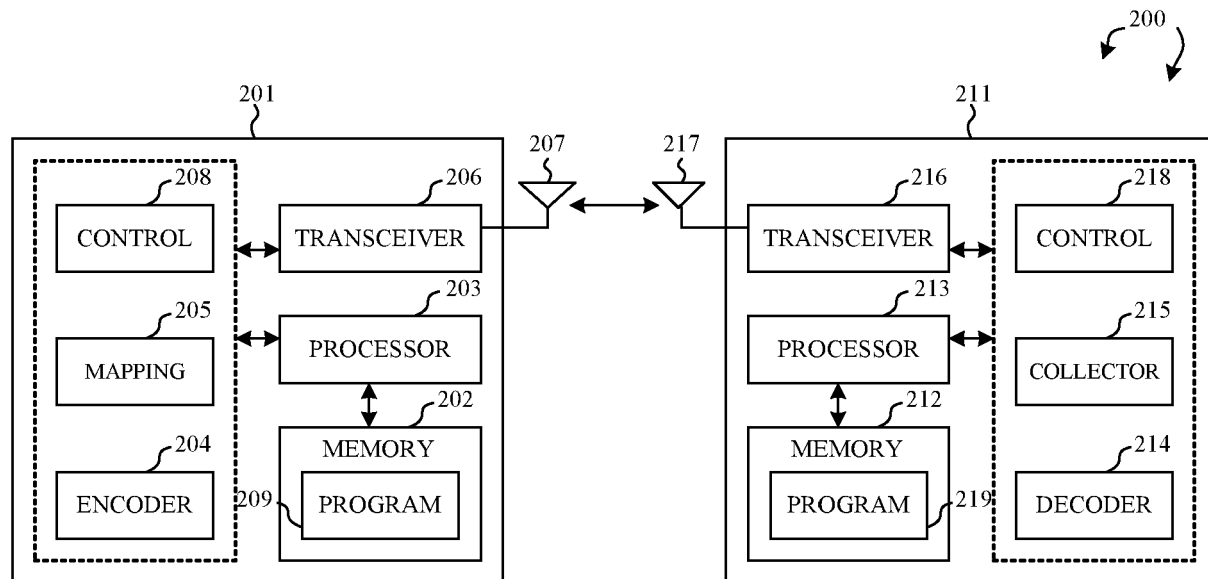 200
201
211
207
217
208
206
216
218
CONTROL
TRANSCEIVER
TRANSCEIVER
CONTROL
205
203
213
215
MAPPING
PROCESSOR
PROCESSOR
COLLECTOR
204
202
212
214
ENCODER
MEMORY
MEMORY
DECODER
209
PROGRAM
PROGRAM
219